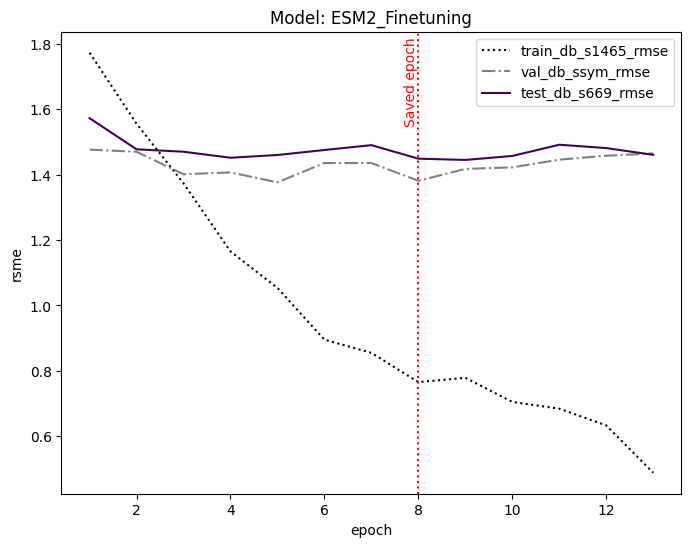 Model: ESM2_Finetuning
rsme
1.8
1.6
1.4
1.2
1.0
0.8
0.6
Saved epoch
train_db_s1465_rmse
val_db_ssym_rmse
test_db_s669_rmse
2
4
6
8
10
12
epoch